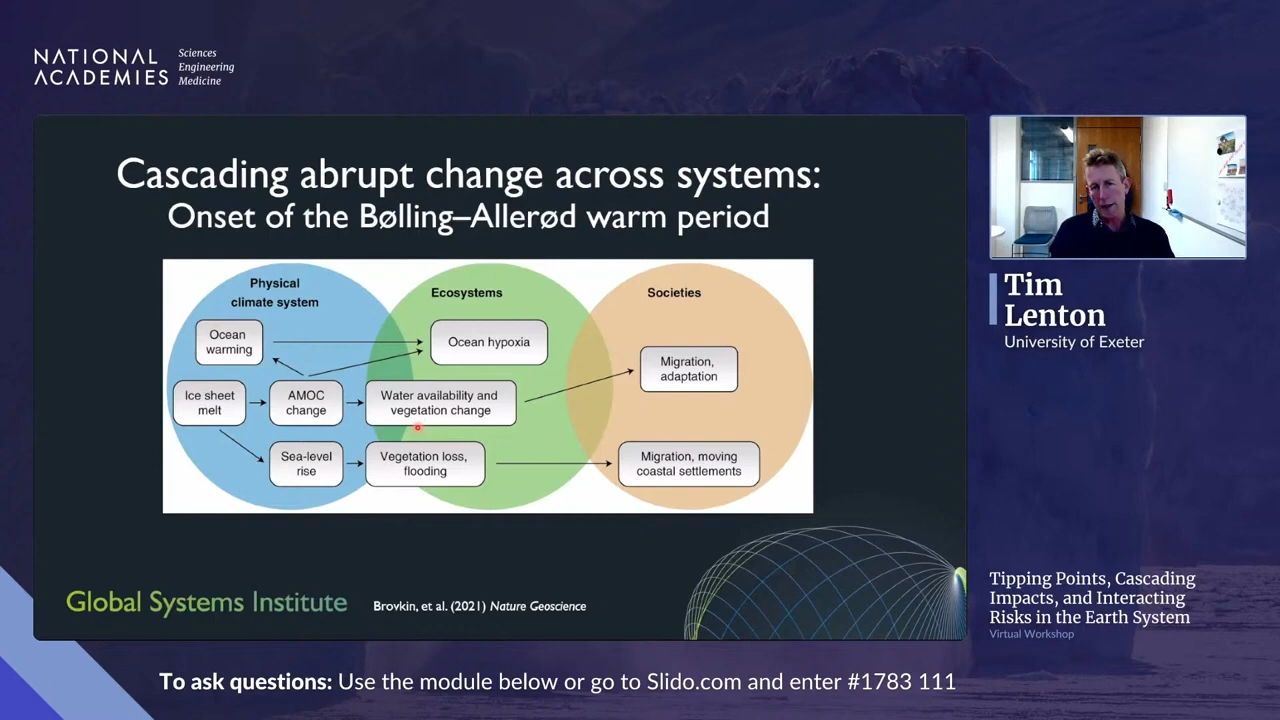 NATIONAL
ACADEMIES
Sciences
Engineering
Medicine
Cascading abrupt change across systems:
Onset of the Bølling–Allerød warm period
Physical
climate system
Ecosystems
Societies
Ocean
warming
Ocean hypoxia
Migration,
adaptation
Ice sheet
melt
AMOC
change
Water availability and
vegetation change
Sea-level
rise
Vegetation loss,
flooding
Migration, moving
coastal settlements
Global Systems Institute
Brovkin, et al. (2021) Nature Geoscience
Tim
Lenton
University of Exeter
Tipping Points, Cascading
Impacts, and Interacting
Risks in the Earth System
Virtual Workshop
To ask questions: Use the module below or go to Slido.com and enter #1783 111